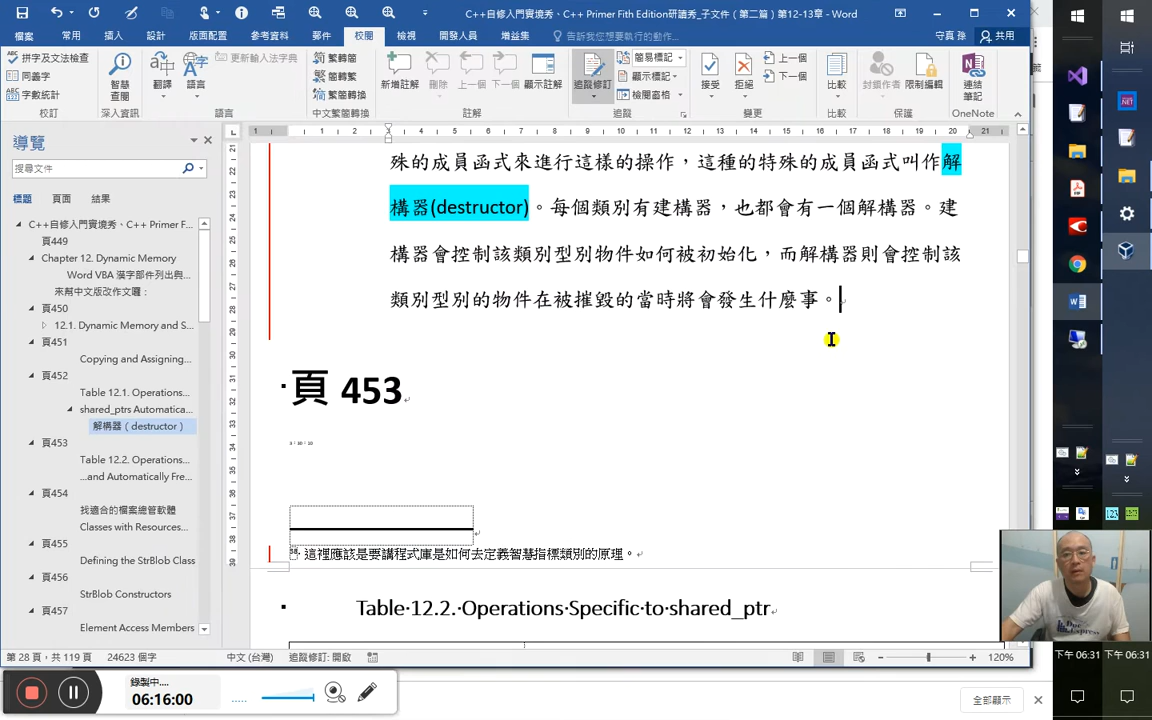 C++自修入門實境秀、C++ Primer Fith Edition研讀秀_子文件（第二篇）第12-13章 - Word
檔案 常用 插入 設計 版面配置 參考資料 郵件 校閱 檢視 開發人員 增益集 告訴我您想做什麼... 守真 孫 共用
拼字及文法檢查
同義字
字數統計
校訂
智慧查閱
深入資訊
翻譯
語言
更新輸入法字典
語言
繁轉簡
簡轉繁
繁簡轉換
中文繁簡轉換
新增註解
刪除
上一個
下一個
顯示註解
註解
追蹤修訂
簡易標記
顯示標記
檢閱窗格
追蹤
接受
拒絕
上一個
下一個
變更
比較
比較
封鎖作者
限制編輯
保護
連結筆記
OneNote
導覽
搜尋文件
標題 頁面 結果
C++自修入門實境秀、C++ Primer F...
頁449
Chapter 12. Dynamic Memory
Word VBA 漢字部件列出與...
來幫中文版改作文囉：
頁450
12.1. Dynamic Memory and S...
頁451
Copying and Assigning...
頁452
Table 12.1. Operations...
shared_ptrs Automatica...
解構器（destructor）
頁453
Table 12.2. Operations...
...and Automatically Fre...
頁454
找適合的檔案總管軟體
Classes with Resources...
頁455
Defining the StrBlob Class
頁456
StrBlob Constructors
頁457
Element Access Members
殊的成員函式來進行這樣的操作，這種的特殊的成員函式叫作解
構器(destructor)。每個類別有建構器，也都會有一個解構器。建
構器會控制該類別型別物件如何被初始化，而解構器則會控制該
類別型別的物件在被摧毀的當時將會發生什麼事。
頁 453
這裡應該是要講程式庫是如何去定義智慧指標類別的原理。
Table 12.2. Operations Specific to shared_ptr
第 28 頁，共 119 頁 24623 個字 中文 (台灣) 追蹤修訂: 開啟 120%
錄製中....
06:16:00
全部顯示
下午 06:31 下午 06:31